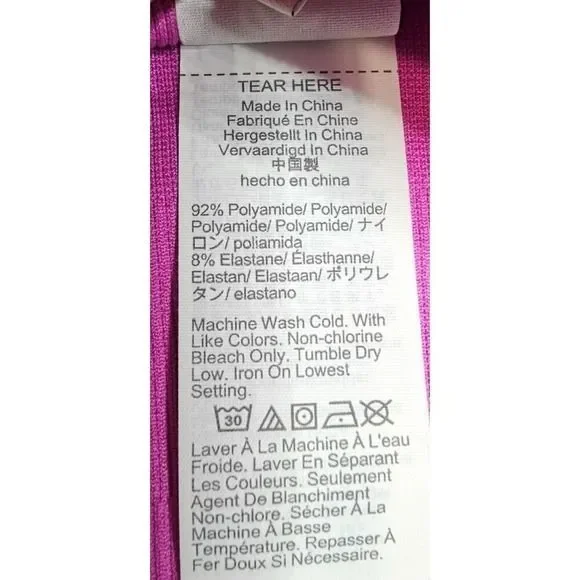 TEAR HERE
Made In China
Fabriqué En Chine
Hergestellt In China
Vervaardigd In China
中国製
hecho en china
92% Polyamide/ Polyamide/
Polyamide/ Polyamide/ ナイ
ロン/ poliamida
8% Elastane/ Élasthanne/
Elastan/ Elastaan/ ポリウレ
タン/ elastano
Machine Wash Cold. With
Like Colors. Non-chlorine
Bleach Only. Tumble Dry
Low. Iron On Lowest
Setting.
30
Laver À La Machine À L'eau
Froide. Laver En Séparant
Les Couleurs. Seulement
Agent De Blanchiment
Non-chlore. Sécher À La
Machine À Basse
Température. Repasser À
Fer Doux Si Nécessaire.